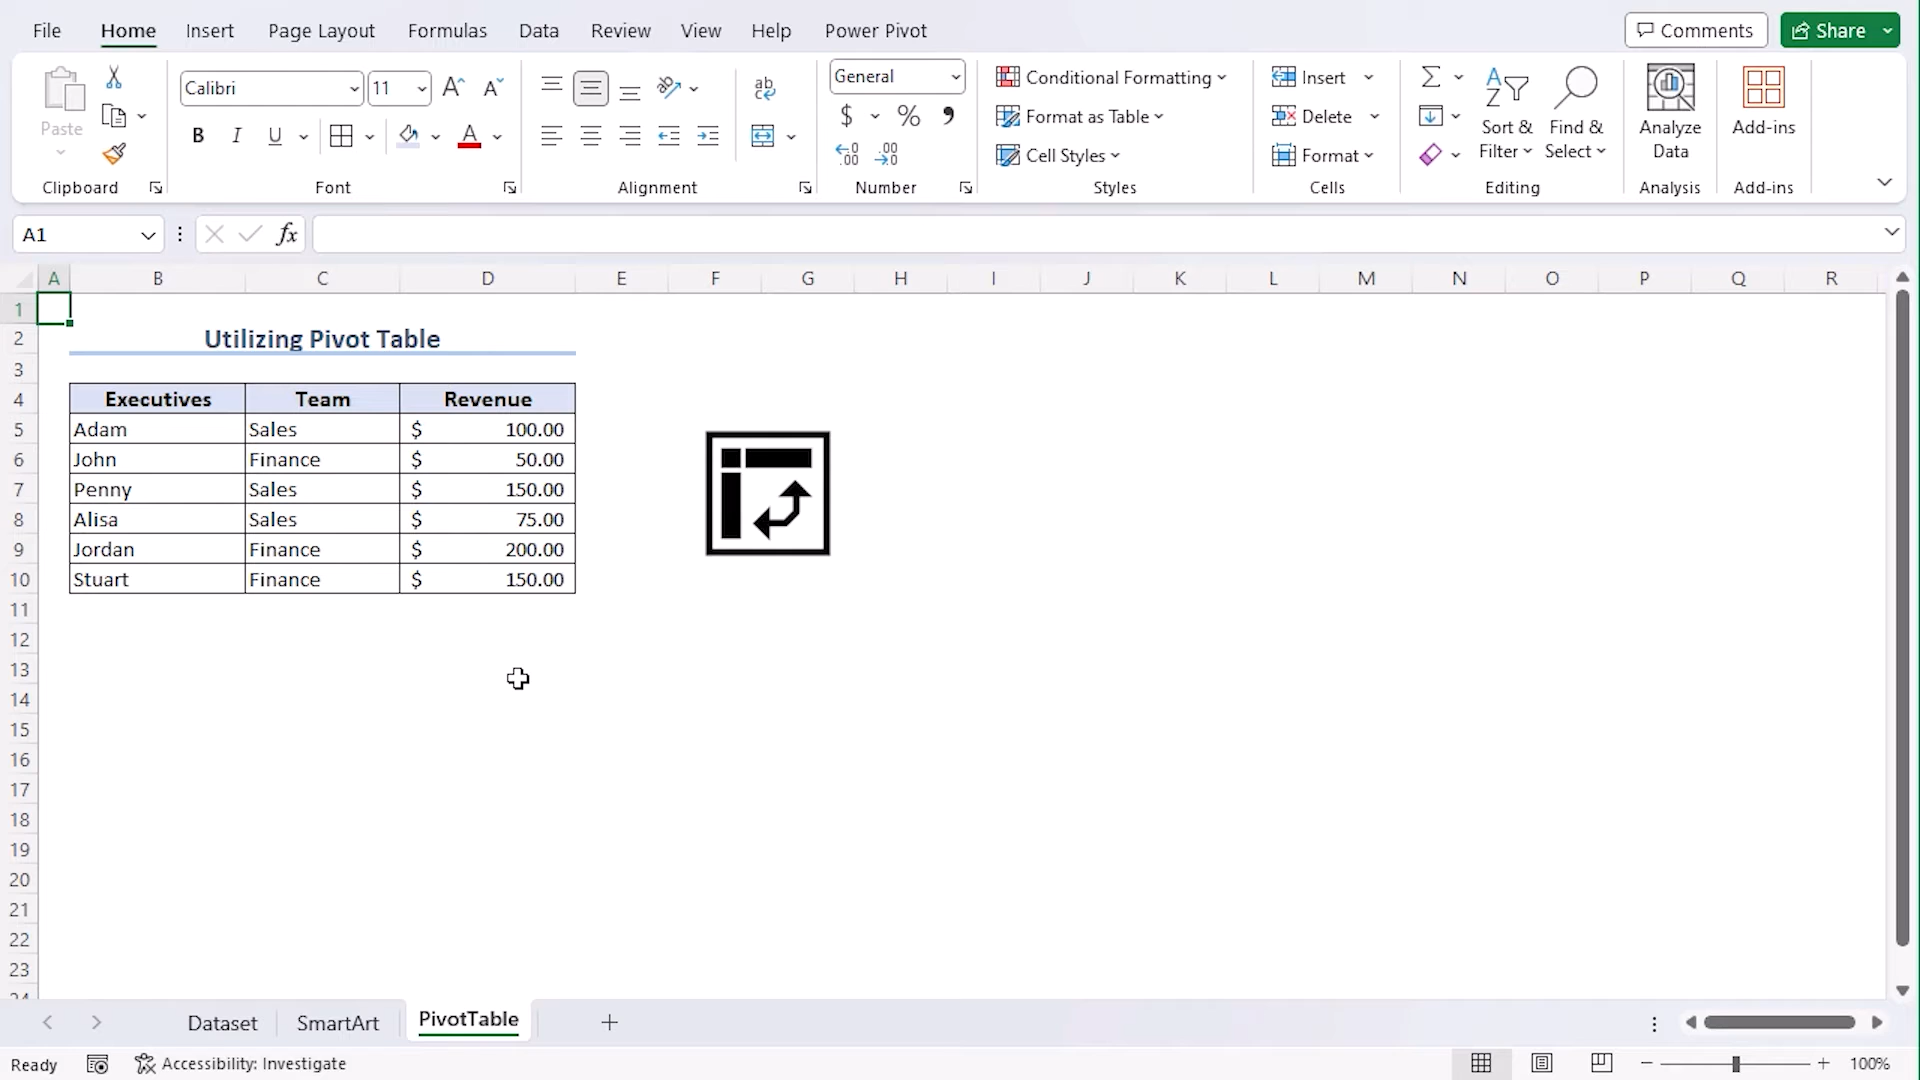 File Home Insert Page Layout Formulas Data Review View Help Power Pivot Comments Share
Paste Calibri 11 General Conditional Formatting Insert
B I U $ % Format as Table Delete Sort & Filter Find & Select Analyze Data Add-ins
Cell Styles Format
Clipboard Font Alignment Number Styles Cells Editing Analysis Add-ins
A1 fx
A B C D E F G H I J K L M N O P Q R
1
2 Utilizing Pivot Table
3
4 Executives Team Revenue
5 Adam Sales $ 100.00
6 John Finance $ 50.00
7 Penny Sales $ 150.00
8 Alisa Sales $ 75.00
9 Jordan Finance $ 200.00
10 Stuart Finance $ 150.00
11
12
13
14
15
16
17
18
19
20
21
22
23
24
Dataset SmartArt PivotTable
Ready Accessibility: Investigate 100%